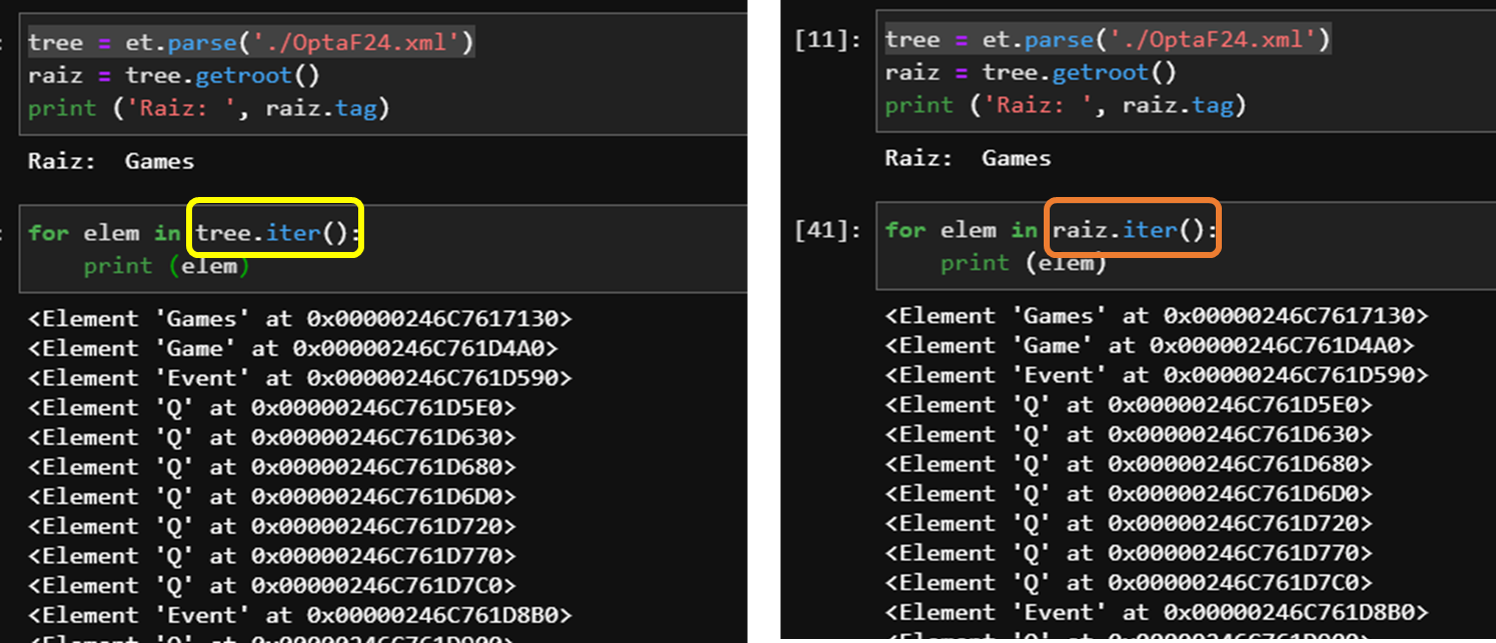 tree = et.parse('./OptaF24.xml')
raiz = tree.getroot()
print ('Raiz: ', raiz.tag)
Raiz:  Games
for elem in tree.iter():
    print (elem)
<Element 'Games' at 0x00000246C7617130>
<Element 'Game' at 0x00000246C761D4A0>
<Element 'Event' at 0x00000246C761D590>
<Element 'Q' at 0x00000246C761D5E0>
<Element 'Q' at 0x00000246C761D630>
<Element 'Q' at 0x00000246C761D680>
<Element 'Q' at 0x00000246C761D6D0>
<Element 'Q' at 0x00000246C761D720>
<Element 'Q' at 0x00000246C761D770>
<Element 'Q' at 0x00000246C761D7C0>
<Element 'Event' at 0x00000246C761D8B0>
[11]: tree = et.parse('./OptaF24.xml')
raiz = tree.getroot()
print ('Raiz: ', raiz.tag)
Raiz:  Games
[41]: for elem in raiz.iter():
    print (elem)
<Element 'Games' at 0x00000246C7617130>
<Element 'Game' at 0x00000246C761D4A0>
<Element 'Event' at 0x00000246C761D590>
<Element 'Q' at 0x00000246C761D5E0>
<Element 'Q' at 0x00000246C761D630>
<Element 'Q' at 0x00000246C761D680>
<Element 'Q' at 0x00000246C761D6D0>
<Element 'Q' at 0x00000246C761D720>
<Element 'Q' at 0x00000246C761D770>
<Element 'Q' at 0x00000246C761D7C0>
<Element 'Event' at 0x00000246C761D8B0>